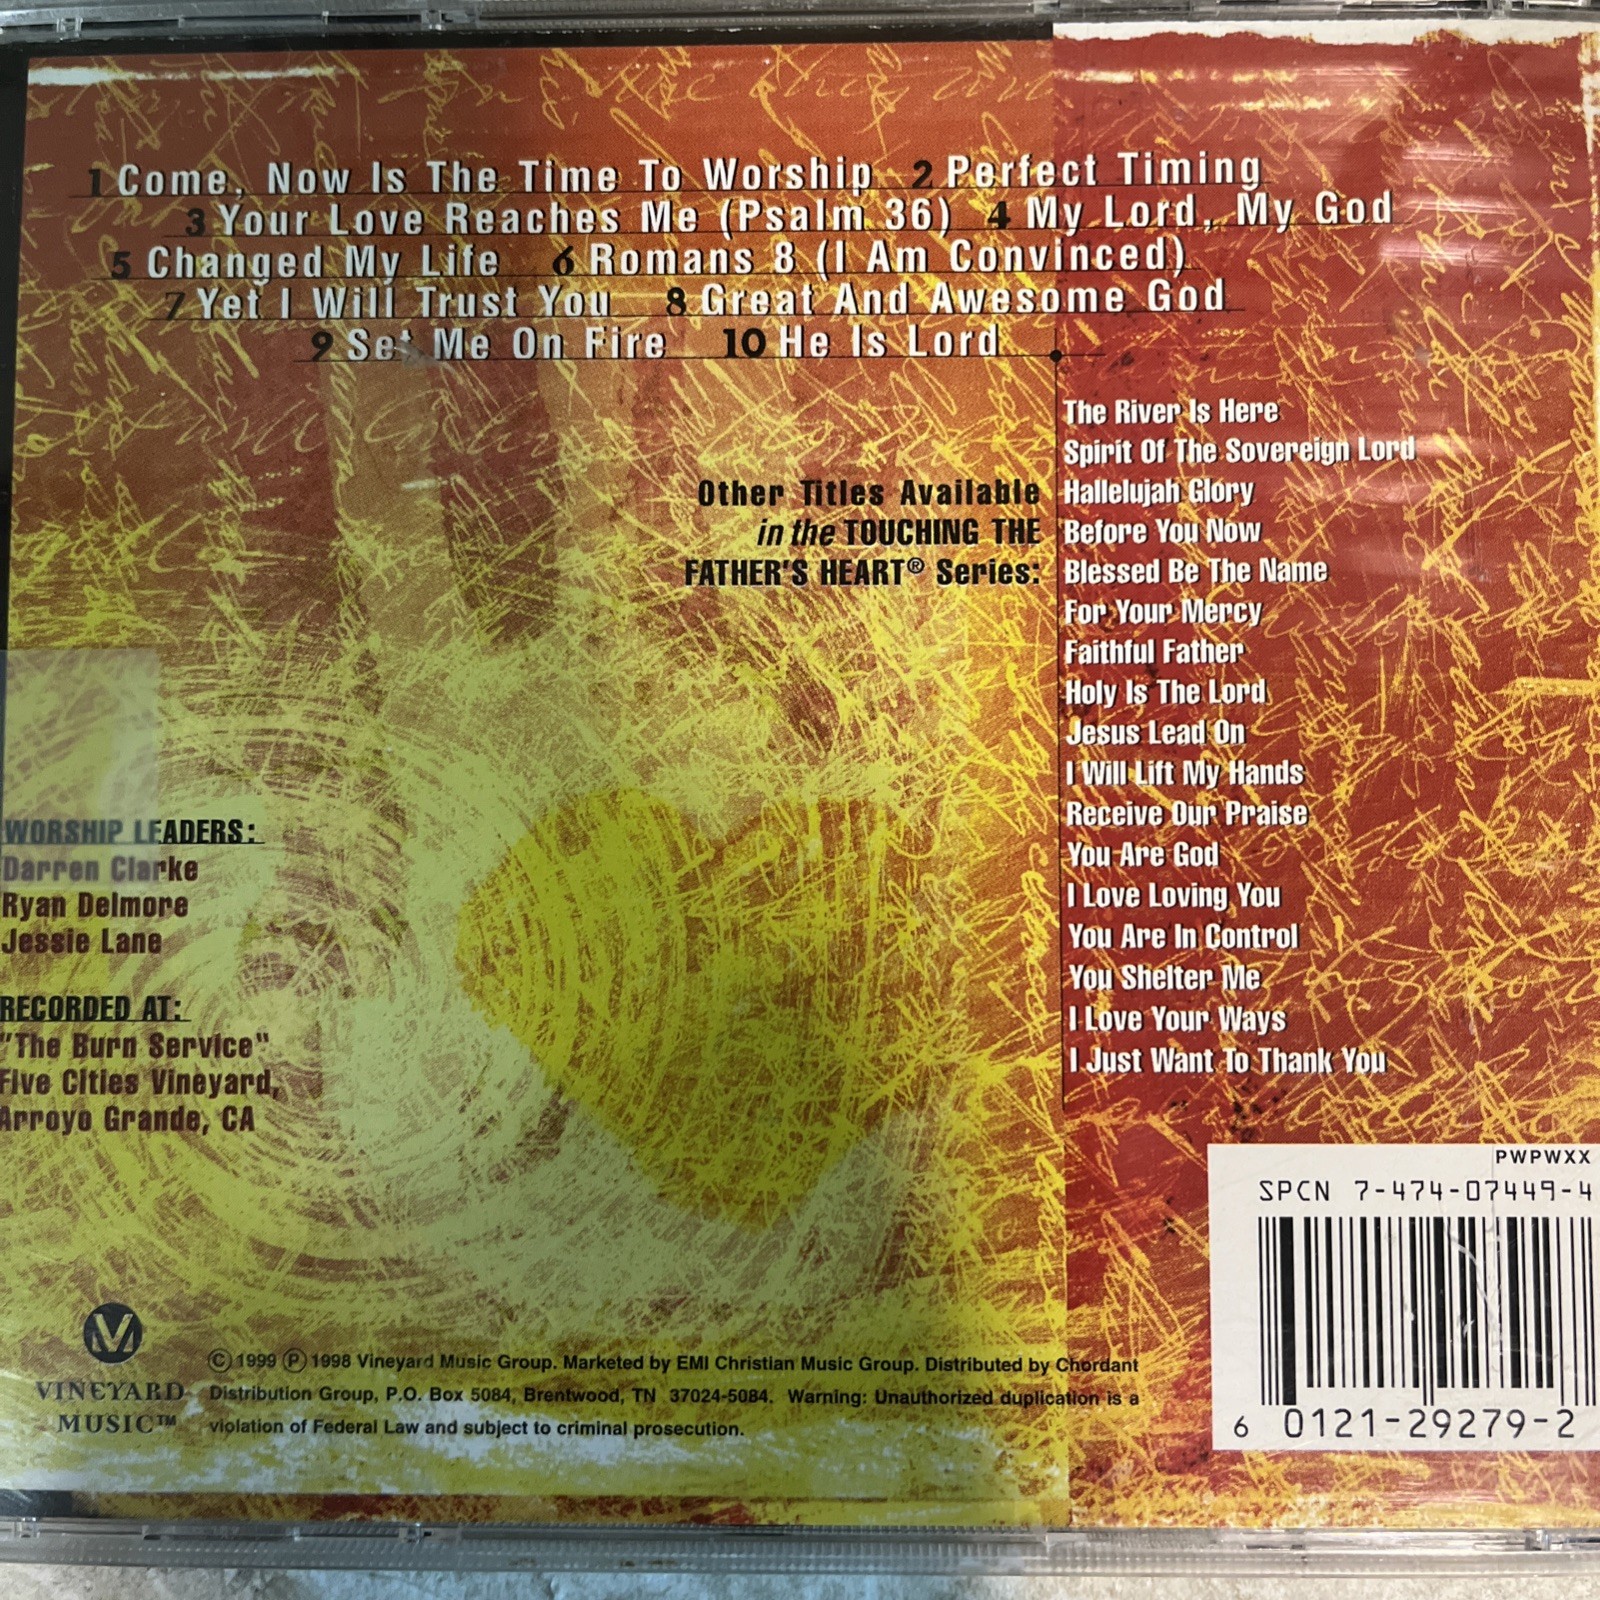 1 Come, Now Is The Time To Worship 2 Perfect Timing
3 Your Love Reaches Me (Psalm 36) 4 My Lord, My God
5 Changed My Life 6 Romans 8 (I Am Convinced)
7 Yet I Will Trust You 8 Great And Awesome God
9 Set Me On Fire 10 He Is Lord
Other Titles Available
in the TOUCHING THE
FATHER'S HEART® Series:
The River Is Here
Spirit Of The Sovereign Lord
Hallelujah Glory
Before You Now
Blessed Be The Name
For Your Mercy
Faithful Father
Holy Is The Lord
Jesus Lead On
I Will Lift My Hands
Receive Our Praise
You Are God
I Love Loving You
You Are In Control
You Shelter Me
I Love Your Ways
I Just Want To Thank You
WORSHIP LEADERS:
Darren Clarke
Ryan Delmore
Jessie Lane
RECORDED AT:
"The Burn Service"
Five Cities Vineyard,
Arroyo Grande, CA
VINEYARD
MUSIC™
Ⓒ 1999 Ⓟ 1998 Vineyard Music Group. Marketed by EMI Christian Music Group. Distributed by Chordant
Distribution Group, P.O. Box 5084, Brentwood, TN 37024-5084. Warning: Unauthorized duplication is a
violation of Federal Law and subject to criminal prosecution.
PWPWXX
SPCN 7-474-07449-4
6 0121-29279-2